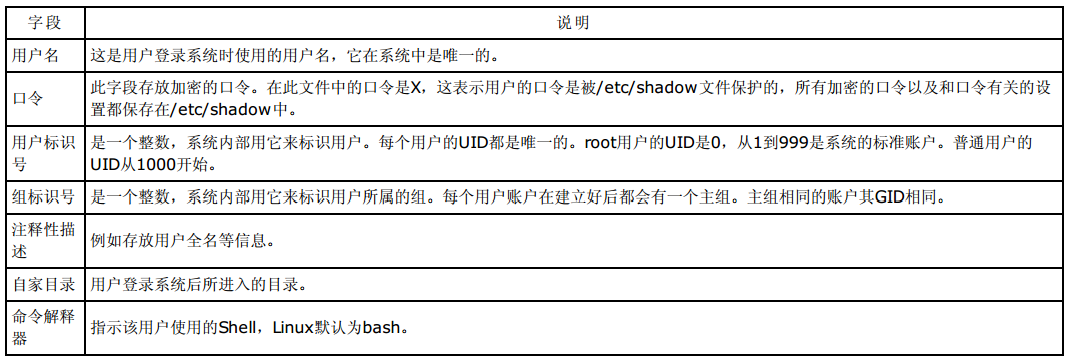 字段 说明
用户名 这是用户登录系统时使用的用户名，它在系统中是唯一的。
口令 此字段存放加密的口令。在此文件中的口令是X，这表示用户的口令是被/etc/shadow文件保护的，所有加密的口令以及和口令有关的设
置都保存在/etc/shadow中。
用户标识
号
是一个整数，系统内部用它来标识用户。每个用户的UID都是唯一的。root用户的UID是0，从1到999是系统的标准账户。普通用户的
UID从1000开始。
组标识号 是一个整数，系统内部用它来标识用户所属的组。每个用户账户在建立好后都会有一个主组。主组相同的账户其GID相同。
注释性描
述
例如存放用户全名等信息。
自家目录 用户登录系统后所进入的目录。
命令解释
器
指示该用户使用的Shell，Linux默认为bash。